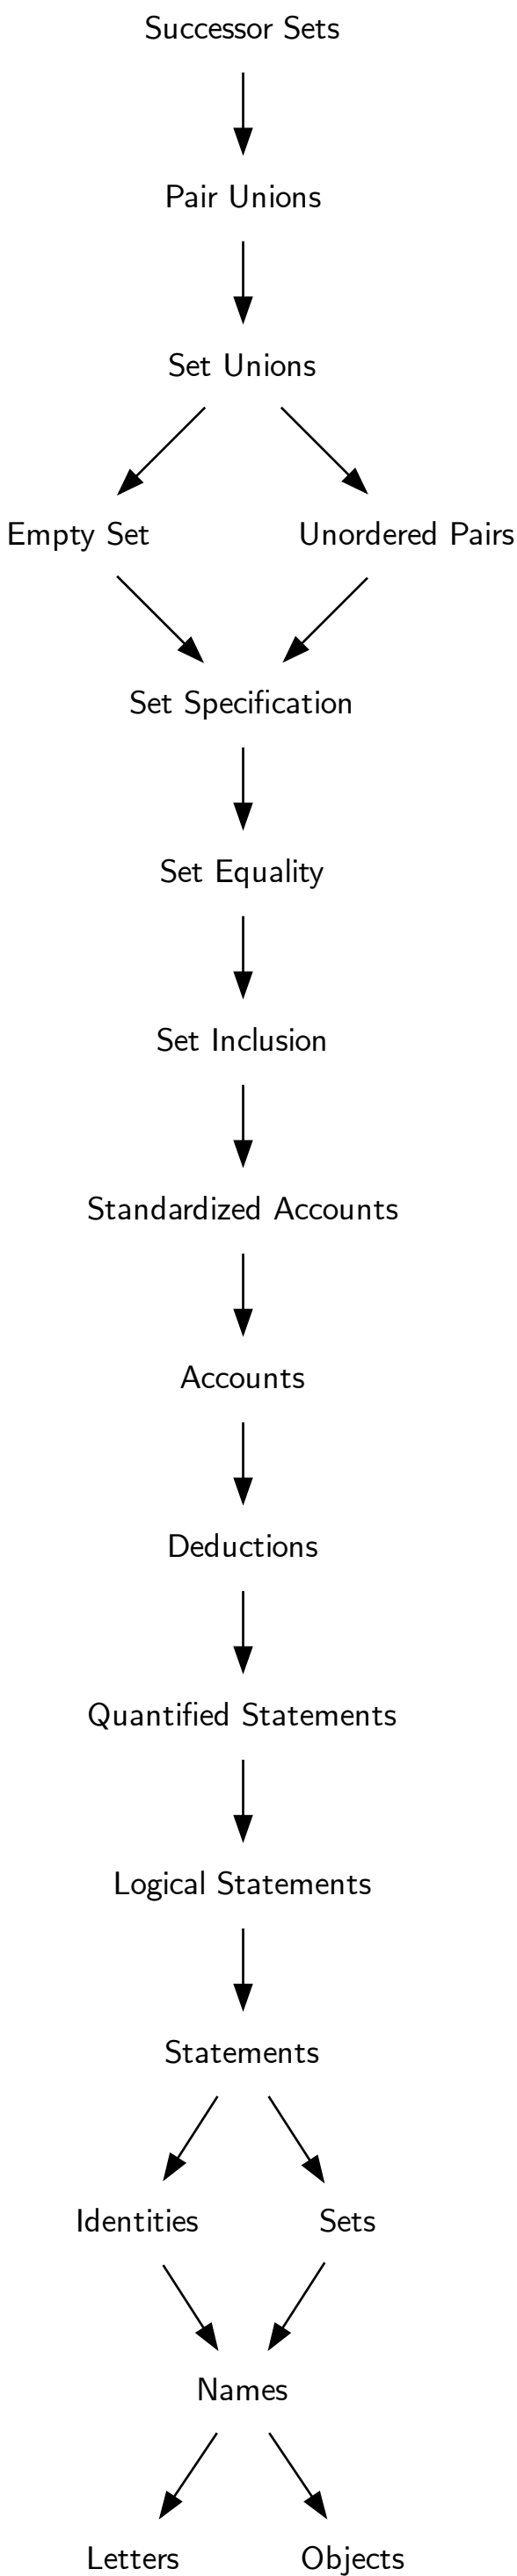 Successor Sets
Pair Unions
Set Unions
Empty Set
Unordered Pairs
Set Specification
Set Equality
Set Inclusion
Standardized Accounts
Accounts
Deductions
Quantified Statements
Logical Statements
Statements
Identities
Sets
Names
Letters
Objects